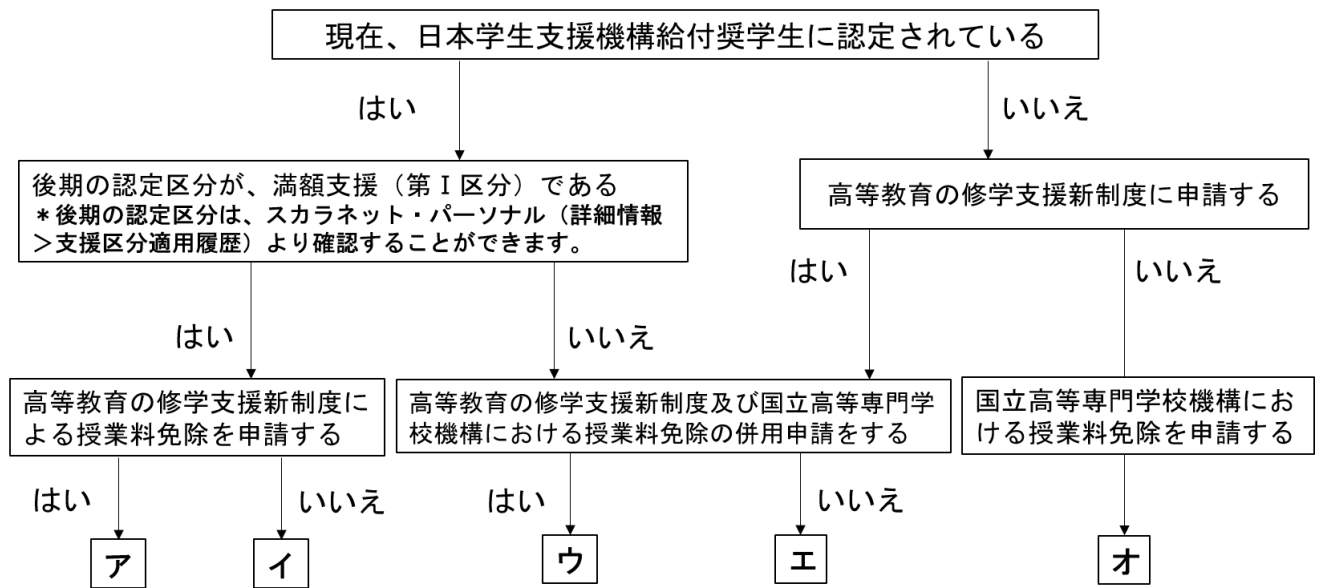 現在、日本学生支援機構給付奨学生に認定されている
はい
いいえ
後期の認定区分が、満額支援（第Ⅰ区分）である
＊後期の認定区分は、スカラネット・パーソナル（詳細情報
＞支援区分適用履歴）より確認することができます。
高等教育の修学支援新制度に申請する
はい
いいえ
はい
いいえ
高等教育の修学支援新制度に
よる授業料免除を申請する
高等教育の修学支援新制度及び国立高等専門学
校機構における授業料免除の併用申請をする
国立高等専門学校機構にお
ける授業料免除を申請する
はい
いいえ
はい
いいえ
ア
イ
ウ
エ
オ